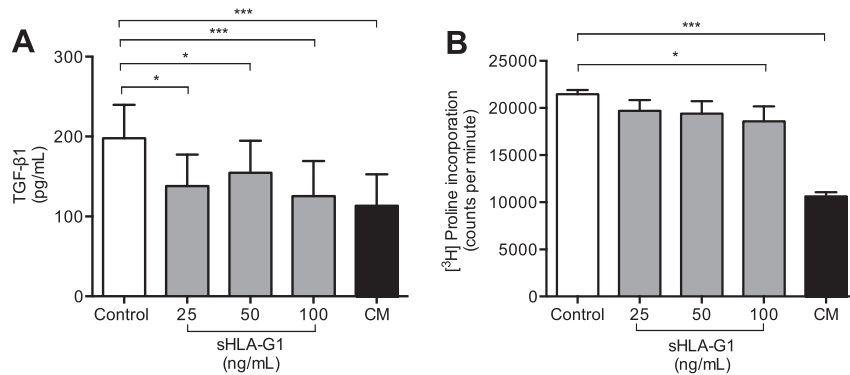 A
***
***
*
*
TGF-β1
(pg/mL)
300
200
100
0
Control
25
50
100
CM
sHLA-G1
(ng/mL)
B
***
*
[³H] Proline incorporation
(counts per minute)
25000
20000
15000
10000
5000
0
Control
25
50
100
CM
sHLA-G1
(ng/mL)